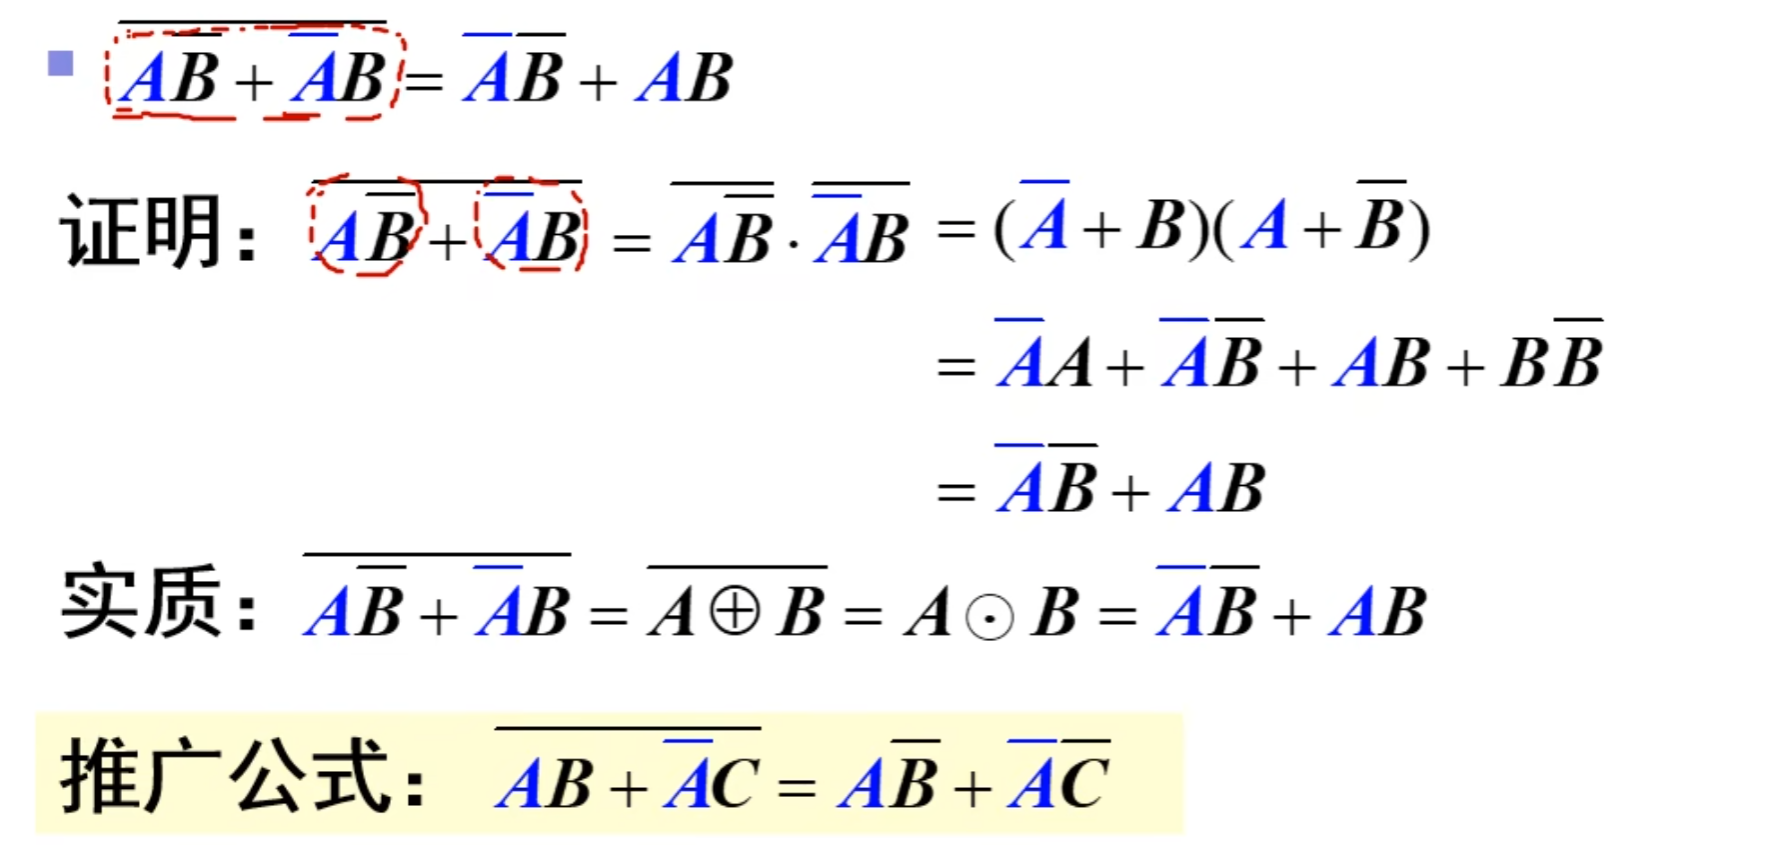 ■ $\overline{A\overline{B}+\overline{A}B}=\overline{A}\,\overline{B}+AB$
证明: $\overline{A\overline{B}+\overline{A}B}=\overline{A\overline{B}}\cdot\overline{\overline{A}B}=(\overline{A}+B)(A+\overline{B})$
$=\overline{A}A+\overline{A}\,\overline{B}+AB+B\overline{B}$
$=\overline{A}\,\overline{B}+AB$
实质: $\overline{A\overline{B}+\overline{A}B}=\overline{A\oplus B}=A\odot B=\overline{A}\,\overline{B}+AB$
推广公式: $\overline{AB+\overline{A}C}=A\overline{B}+\overline{A}\,\overline{C}$